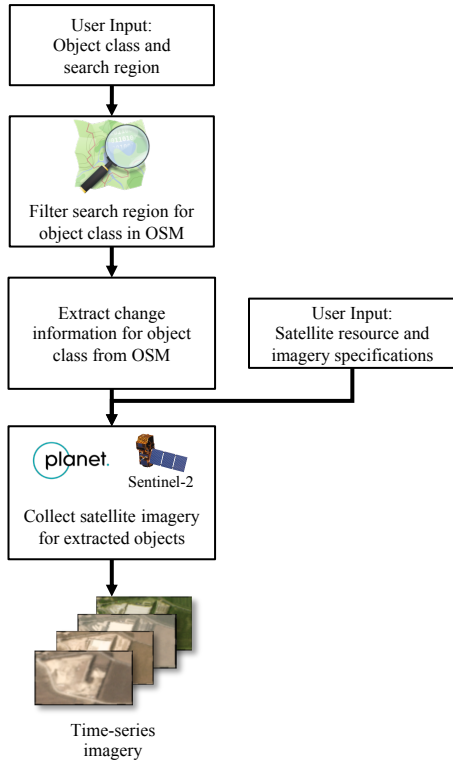 User Input:
Object class and
search region
Filter search region for
object class in OSM
Extract change
information for object
class from OSM
User Input:
Satellite resource and
imagery specifications
planet.
Sentinel-2
Collect satellite imagery
for extracted objects
Time-series
imagery